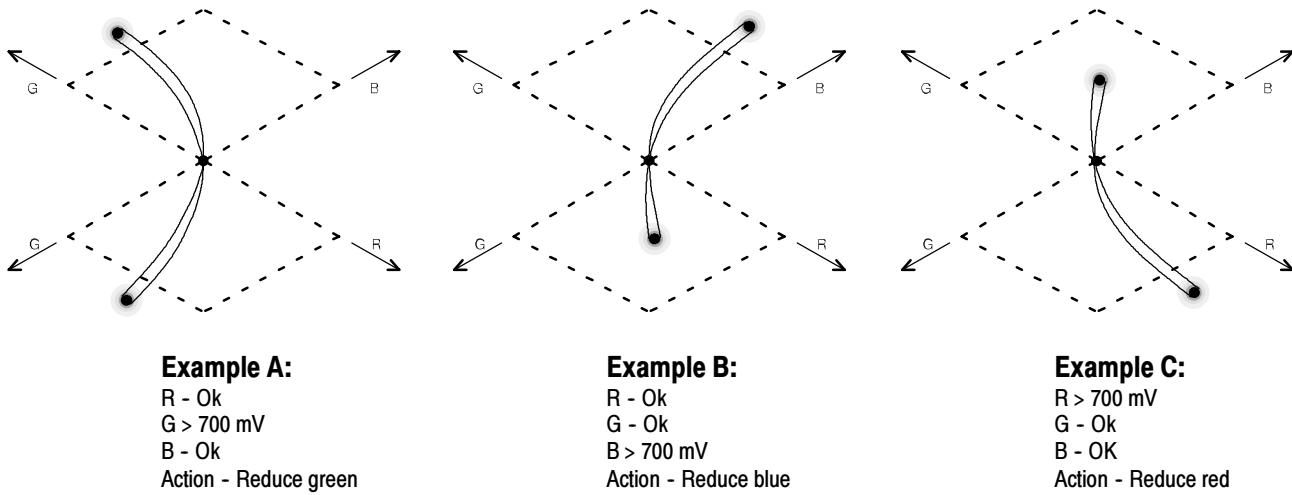 G B G B G B
G R G R G R
Example A:
R - Ok
G > 700 mV
B - Ok
Action - Reduce green
Example B:
R - Ok
G - Ok
B > 700 mV
Action - Reduce blue
Example C:
R > 700 mV
G - Ok
B - OK
Action - Reduce red